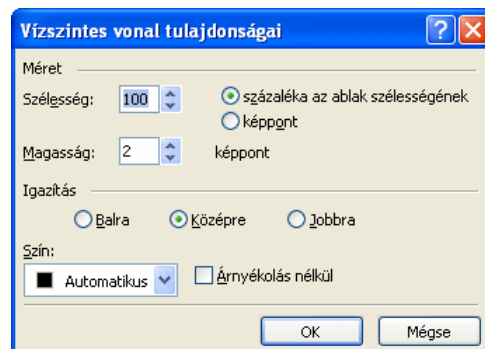 Vízszintes vonal tulajdonságai
Méret
Szélesség: 100 százaléka az ablak szélességének
képpont
Magasság: 2 képpont
Igazítás
Balra Középre Jobbra
Szín:
Automatikus Árnyékolás nélkül
OK Mégse